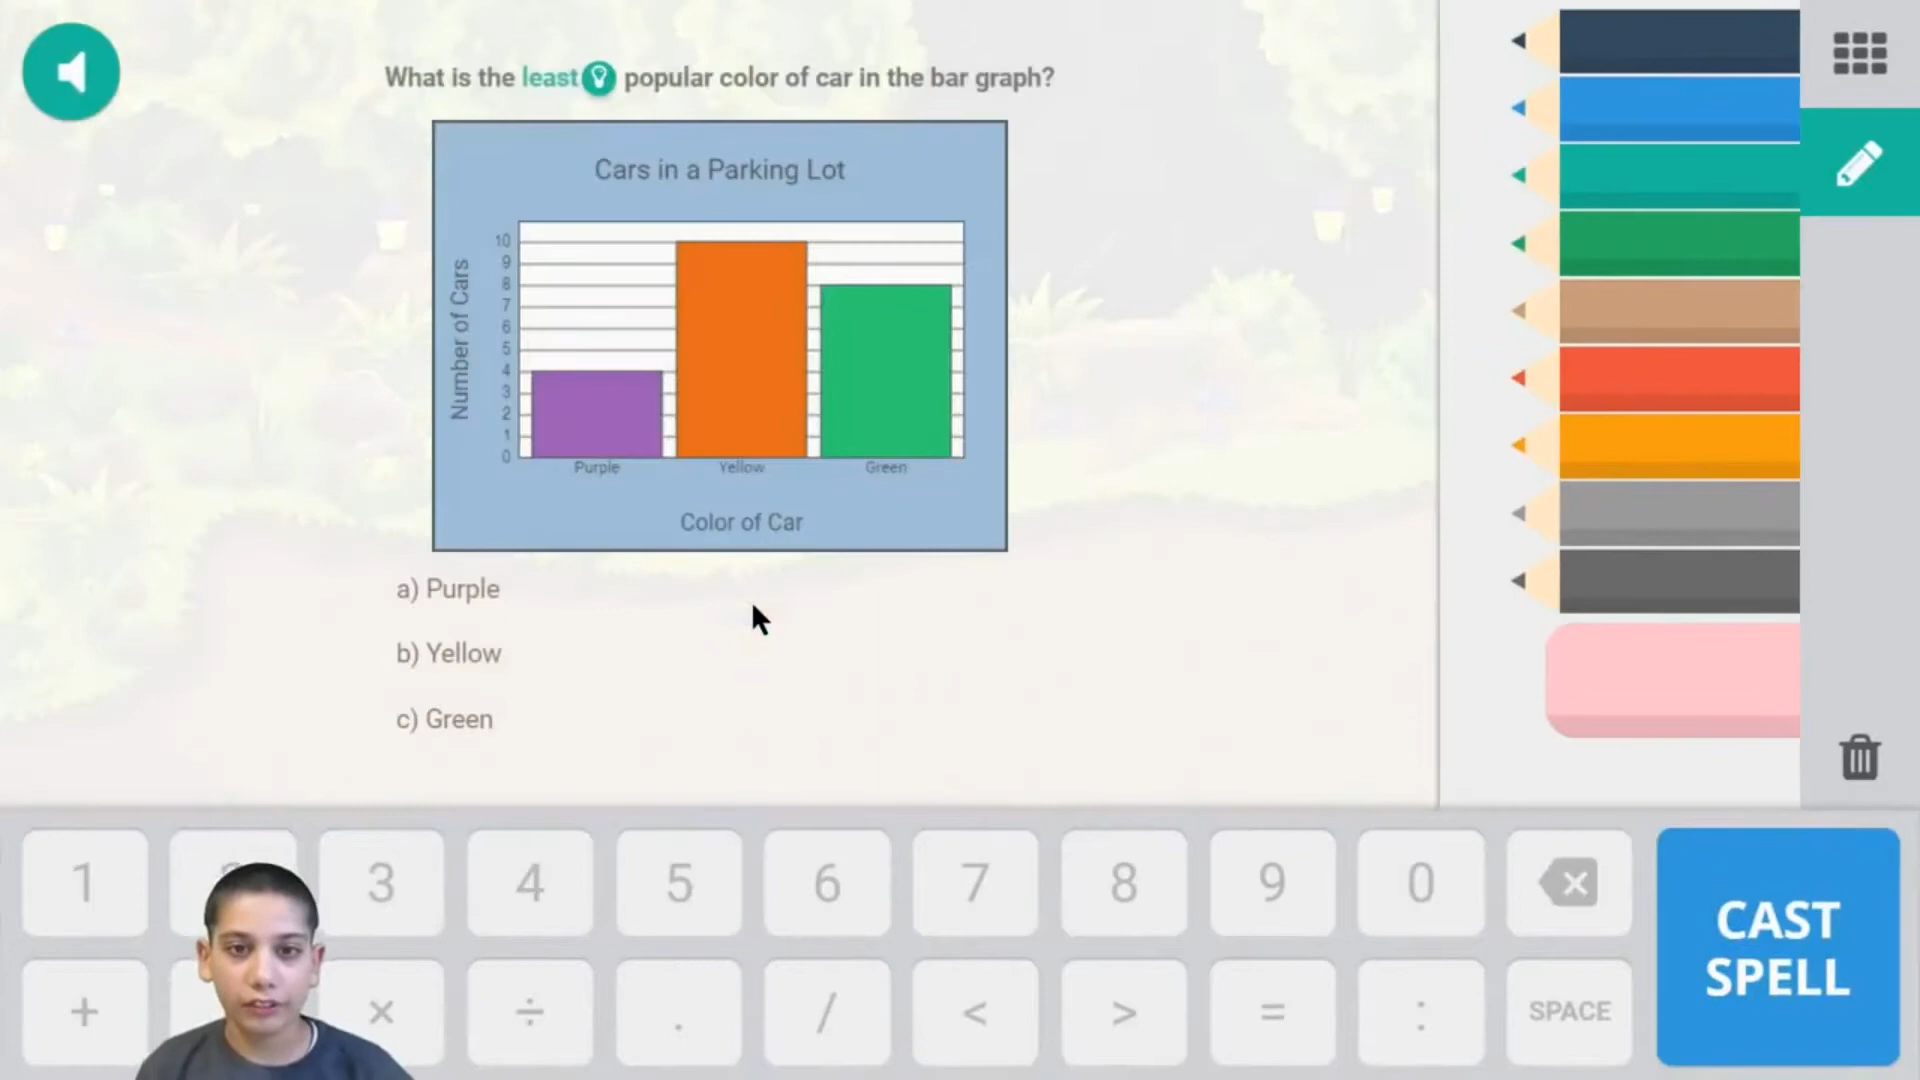 What is the least popular color of car in the bar graph?
Cars in a Parking Lot
Number of Cars
10
9
8
7
6
5
4
3
2
1
0
Purple Yellow Green
Color of Car
a) Purple
b) Yellow
c) Green
1 3 4 5 6 7 8 9 0
+ × ÷ . / < > = : SPACE
CAST
SPELL